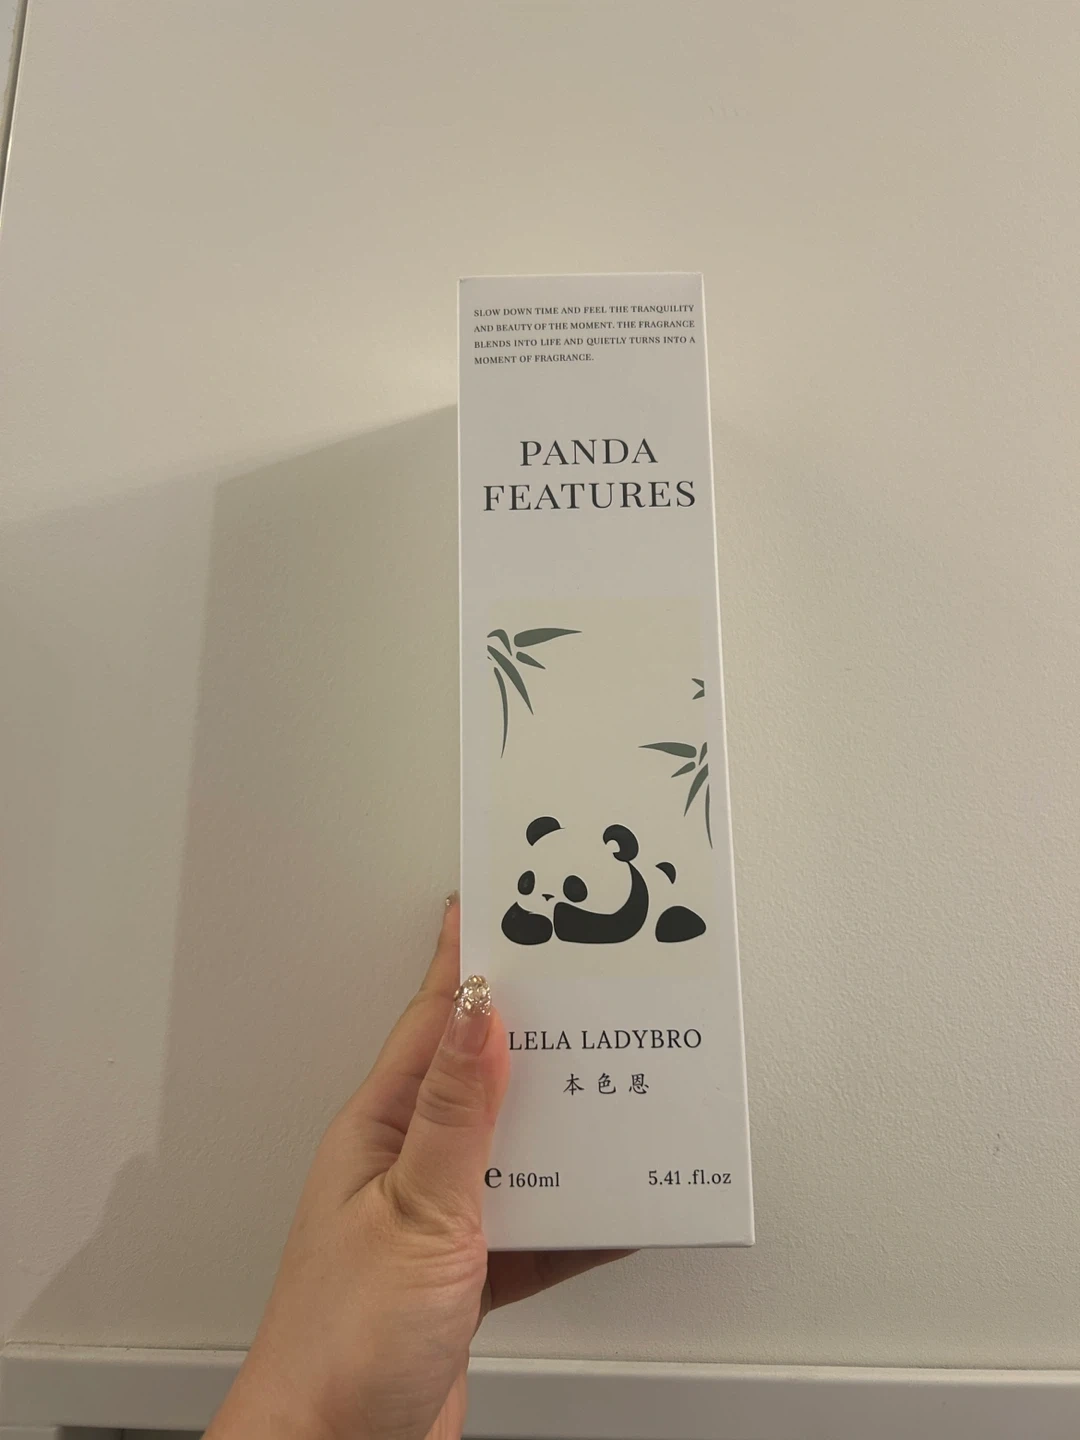 SLOW DOWN TIME AND FEEL THE TRANQUILITY
AND BEAUTY OF THE MOMENT. THE FRAGRANCE
BLENDS INTO LIFE AND QUIETLY TURNS INTO A
MOMENT OF FRAGRANCE.
PANDA
FEATURES
LELA LADYBRO
本色恩
e 160ml 5.41 .fl.oz